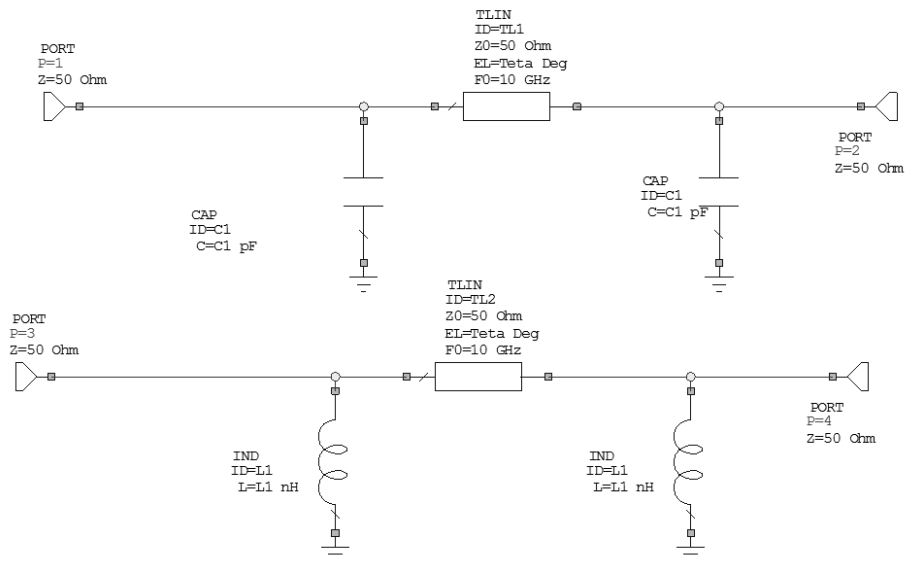 TLIN
ID=TL1
Z0=50 Ohm
EL=Teta Deg
F0=10 GHz
PORT
P=1
Z=50 Ohm
PORT
P=2
Z=50 Ohm
CAP
ID=C1
C=C1 pF
CAP
ID=C1
C=C1 pF
TLIN
ID=TL2
Z0=50 Ohm
EL=Teta Deg
F0=10 GHz
PORT
P=3
Z=50 Ohm
PORT
P=4
Z=50 Ohm
IND
ID=L1
L=L1 nH
IND
ID=L1
L=L1 nH